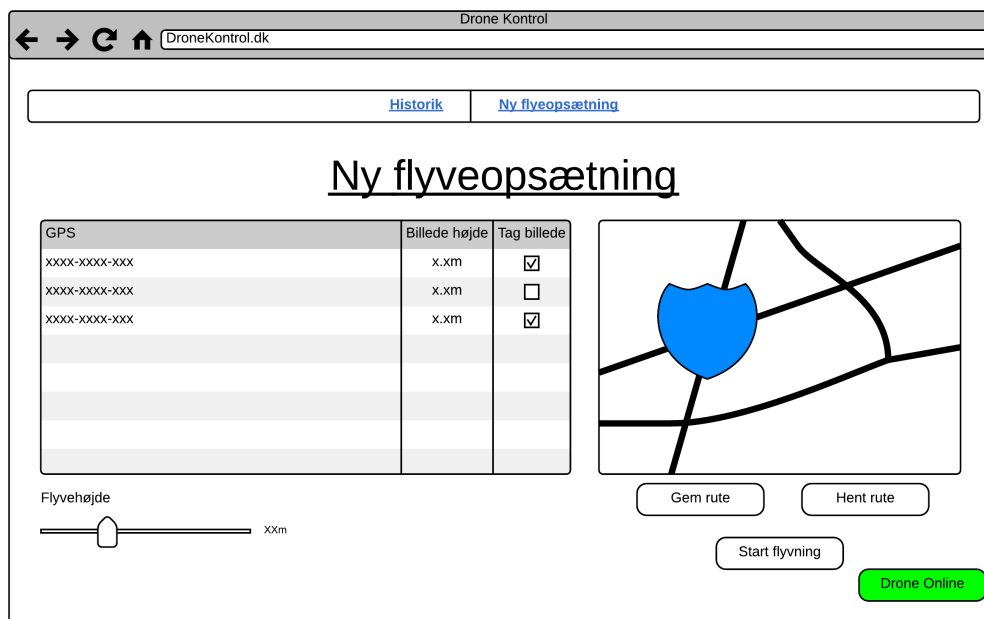 Drone Kontrol
DroneKontrol.dk
Historik Ny flyeopsætning
Ny flyveopsætning
GPS Billede højde Tag billede
xxxx-xxxx-xxx x.xm
xxxx-xxxx-xxx x.xm
xxxx-xxxx-xxx x.xm
Flyvehøjde
XXm
Gem rute Hent rute
Start flyvning
Drone Online